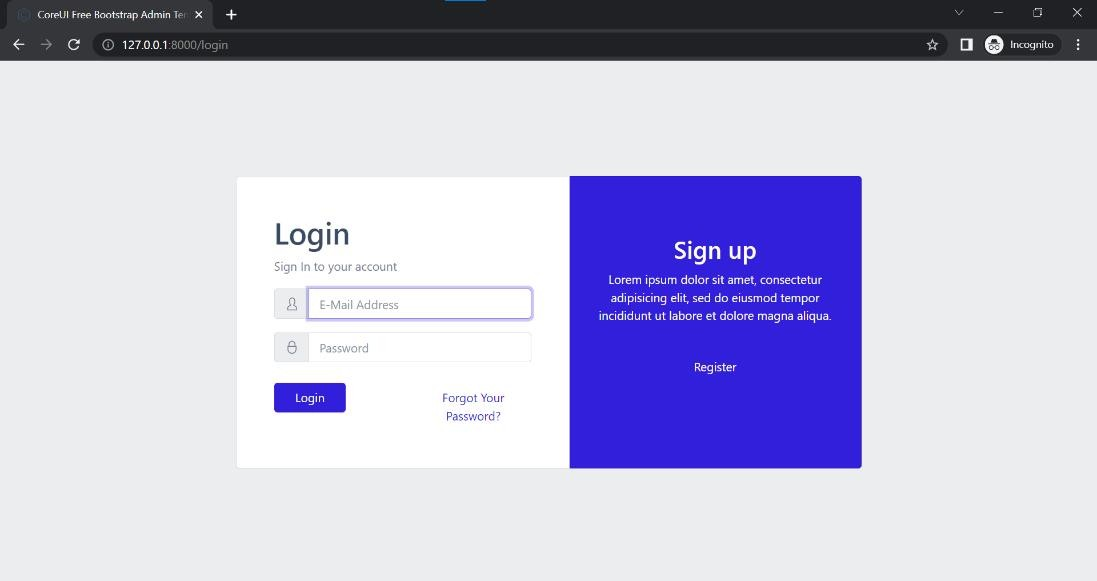 CoreUI Free Bootstrap Admin Te
127.0.0.1:8000/login
Incognito
Login
Sign In to your account
E-Mail Address
Password
Login
Forgot Your
Password?
Sign up
Lorem ipsum dolor sit amet, consectetur
adipisicing elit, sed do eiusmod tempor
incididunt ut labore et dolore magna aliqua.
Register